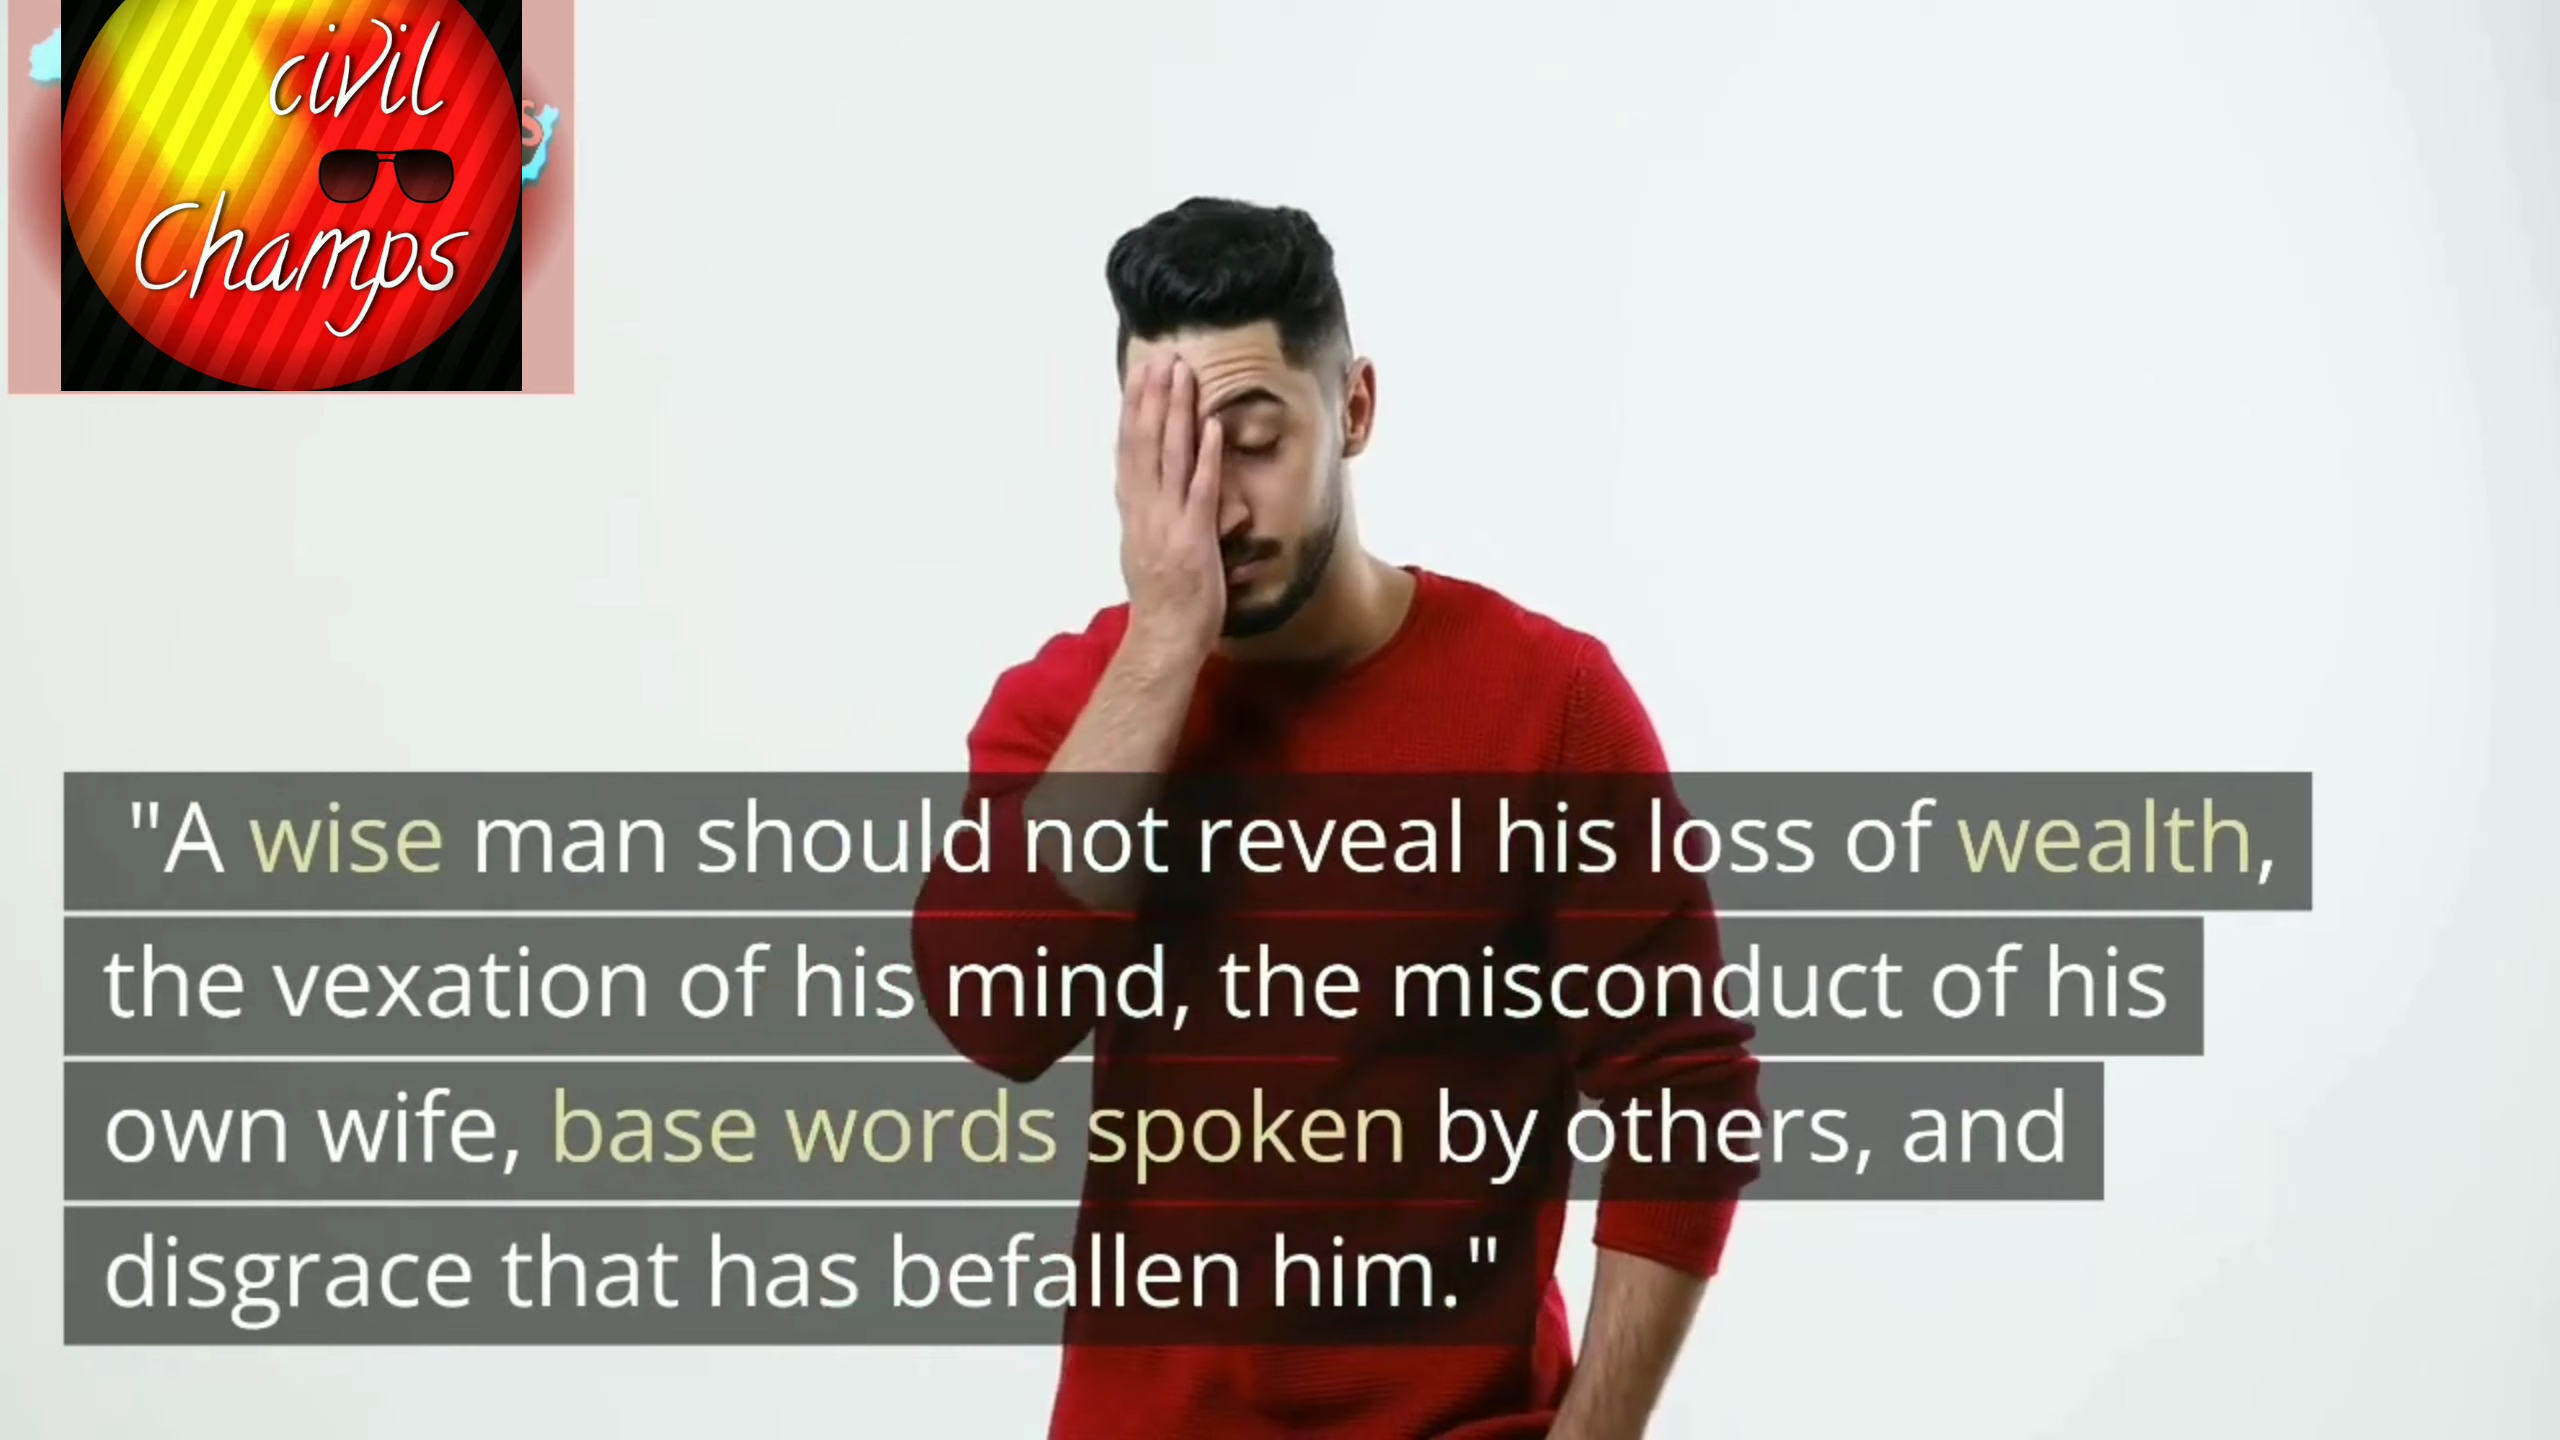 civil
Champs
S
"A wise man should not reveal his loss of wealth,
the vexation of his mind, the misconduct of his
own wife, base words spoken by others, and
disgrace that has befallen him."